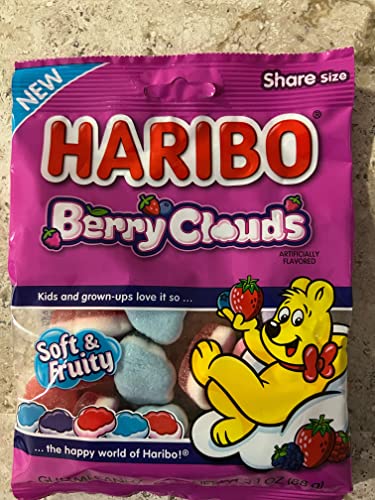 NEW
Share Size
HARIBO®
Berry Clouds
ARTIFICIALLY
FLAVORED
Kids and grown-ups love it so ...
Soft &
Fruity
... the happy world of Haribo!®